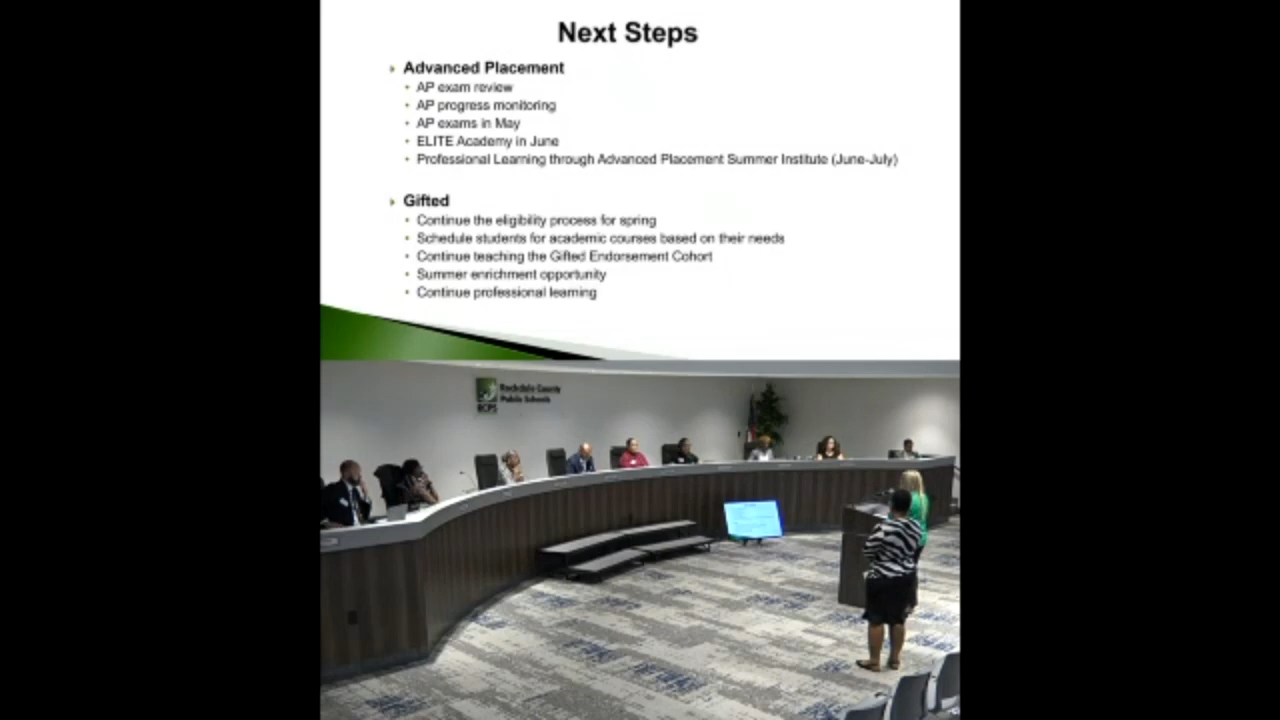 Next Steps
Advanced Placement
AP exam review
AP progress monitoring
AP exams in May
ELITE Academy in June
Professional Learning through Advanced Placement Summer Institute (June-July)
Gifted
Continue the eligibility process for spring
Schedule students for academic courses based on their needs
Continue teaching the Gifted Endorsement Cohort
Summer enrichment opportunity
Continue professional learning
Rockdale County
Public Schools
RCPS